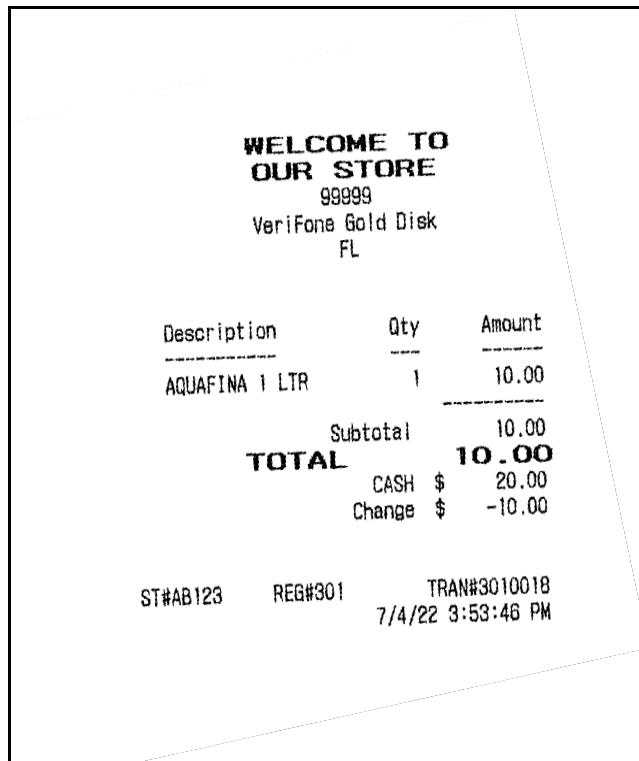 WELCOME TO
OUR STORE
99999
VeriFone Gold Disk
FL
Description Qty Amount
------------- ---- -------
AQUAFINA 1 LTR 1 10.00
------------
Subtotal 10.00
TOTAL 10.00
CASH $ 20.00
Change $ -10.00
ST#AB123 REG#301 TRAN#3010018
7/4/22 3:53:46 PM